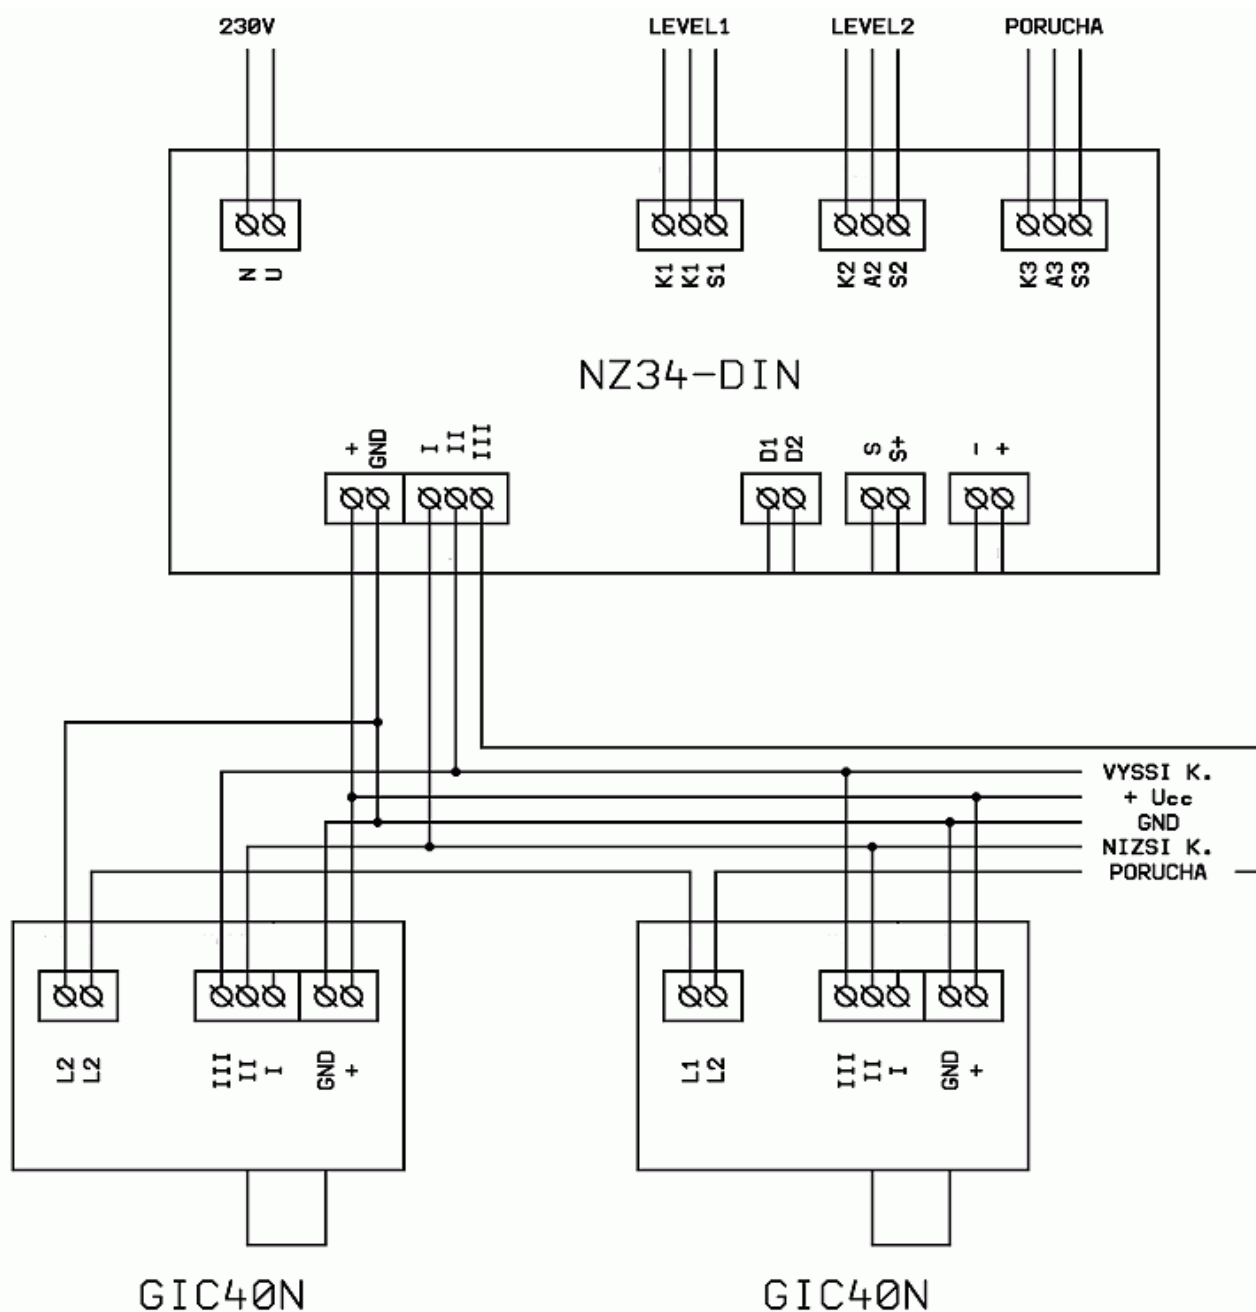 230V LEVEL1 LEVEL2 PORUCHA
N U K1 K1 S1 K2 A2 S2 K3 A3 S3
NZ34-DIN
+ GND I II III D1 D2 S S+ - +
VYSSI K.
+ Ucc
GND
NIZSI K.
PORUCHA
L2 L2 III II I GND + L1 L2 III II I GND +
GIC40N GIC40N